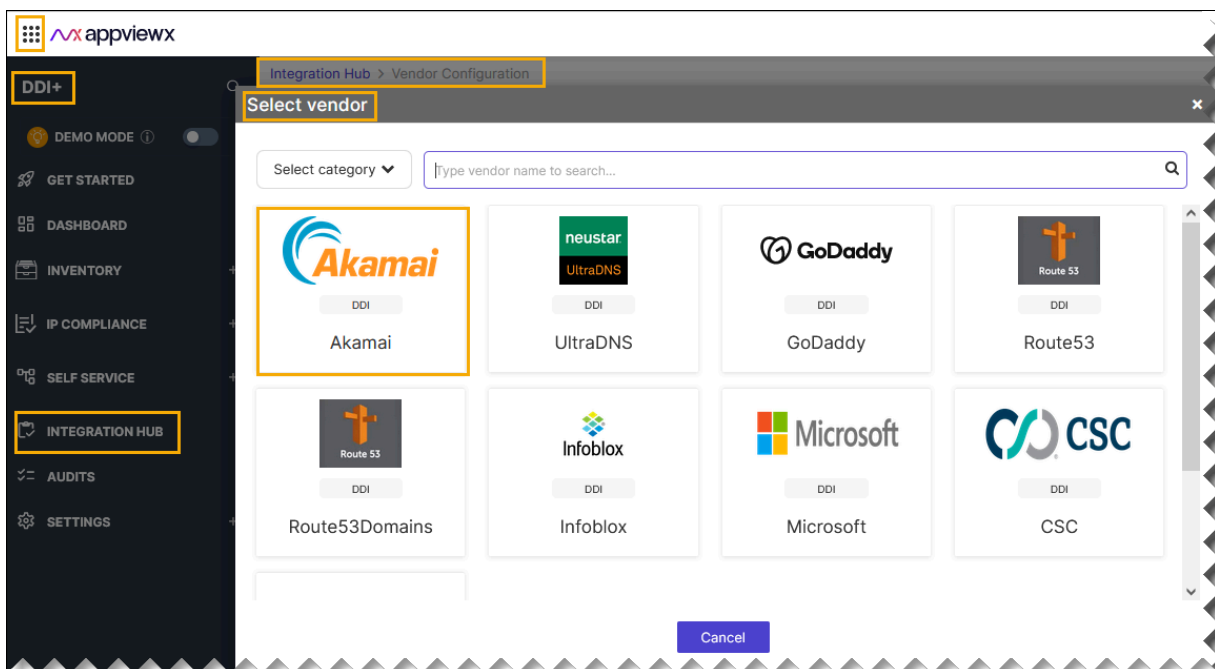 appviewx
DDI+
Integration Hub > Vendor Configuration
Select vendor
×
DEMO MODE
GET STARTED
DASHBOARD
INVENTORY +
IP COMPLIANCE +
SELF SERVICE +
INTEGRATION HUB
AUDITS
SETTINGS +
Select category
Type vendor name to search...
Akamai
DDI
Akamai
neustar
UltraDNS
DDI
UltraDNS
GoDaddy
DDI
GoDaddy
Route 53
DDI
Route53
Route 53
DDI
Route53Domains
Infoblox
DDI
Infoblox
Microsoft
DDI
Microsoft
CSC
DDI
CSC
Cancel